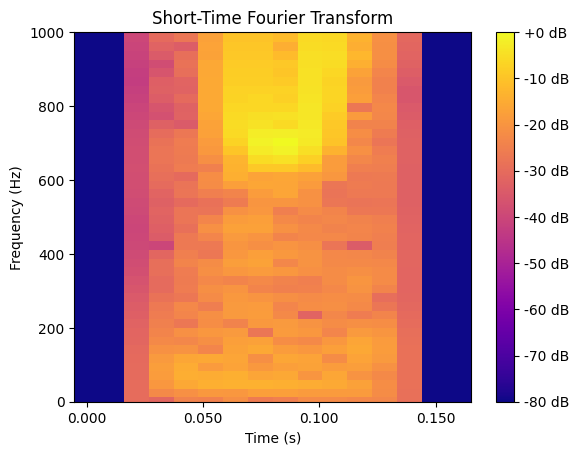 Short-Time Fourier Transform
1000
800
600
400
200
0
Frequency (Hz)
0.000
0.050
0.100
0.150
Time (s)
+0 dB
-10 dB
-20 dB
-30 dB
-40 dB
-50 dB
-60 dB
-70 dB
-80 dB